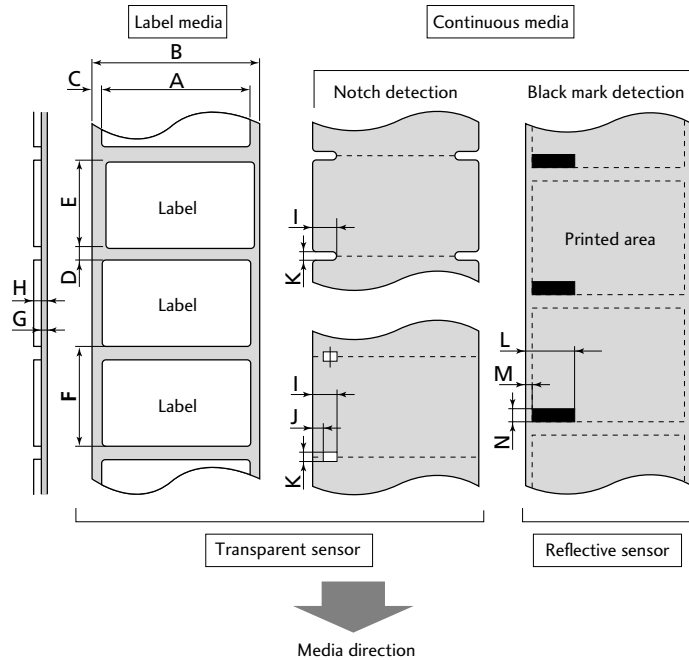 Label media
Continuous media
B
C
A
Notch detection
Black mark detection
E
Label
I
Printed area
K
D
H
Label
G
L
I
M
F
Label
J
N
K
Transparent sensor
Reflective sensor
Media direction